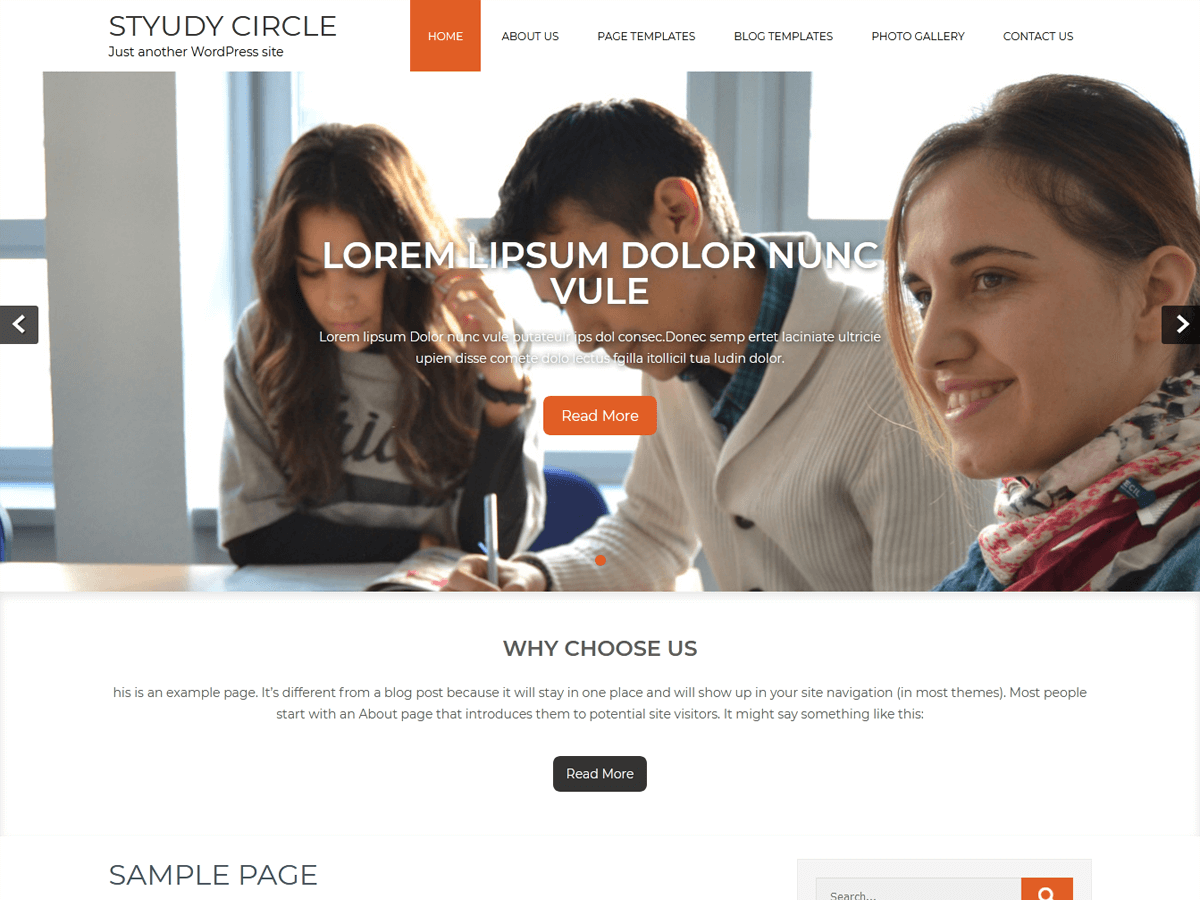 STYUDY CIRCLE
Just another WordPress site
HOME
ABOUT US
PAGE TEMPLATES
BLOG TEMPLATES
PHOTO GALLERY
CONTACT US
LOREM LIPSUM DOLOR NUNC
VULE
Lorem lipsum Dolor nunc vule putateulr ips dol consec.Donec semp ertet laciniate ultricie
upien disse comete dolo lectus fgilla itollicil tua ludin dolor.
Read More
WHY CHOOSE US
his is an example page. It's different from a blog post because it will stay in one place and will show up in your site navigation (in most themes). Most people
start with an About page that introduces them to potential site visitors. It might say something like this:
Read More
SAMPLE PAGE
Search...